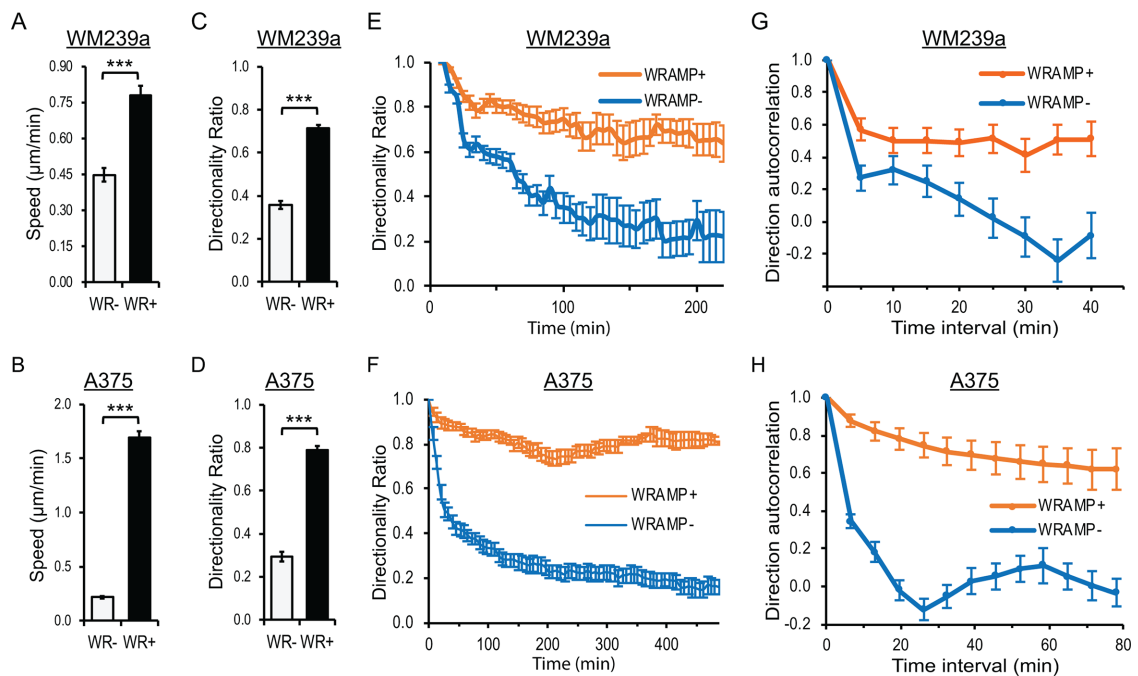 A
WM239a
Speed (μm/min)
0.90
0.75
0.60
0.45
0.30
0.15
0.00
***
WR- WR+
C
WM239a
Directionality Ratio
1.0
0.8
0.6
0.4
0.2
0.0
***
WR- WR+
E
WM239a
Directionality Ratio
1.0
0.8
0.6
0.4
0.2
0.0
WRAMP+
WRAMP-
0 100 200
Time (min)
G
WM239a
Direction autocorrelation
1.0
0.8
0.6
0.4
0.2
0.0
-0.2
WRAMP+
WRAMP-
0 10 20 30 40
Time interval (min)
B
A375
Speed (μm/min)
2.0
1.5
1.0
0.5
0.0
***
WR- WR+
D
A375
Directionality Ratio
1.0
0.8
0.6
0.4
0.2
0.0
***
WR- WR+
F
A375
Directionality Ratio
1.0
0.8
0.6
0.4
0.2
0.0
WRAMP+
WRAMP-
0 100 200 300 400
Time (min)
H
A375
Direction autocorrelation
1.0
0.8
0.6
0.4
0.2
0.0
-0.2
WRAMP+
WRAMP-
0 20 40 60 80
Time interval (min)